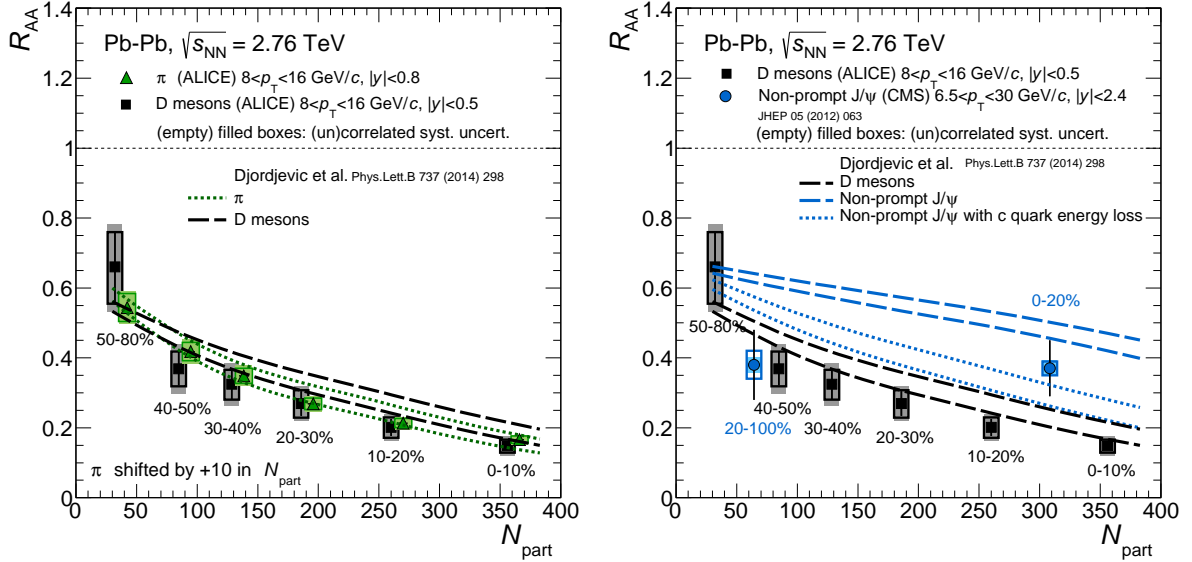 R_AA
1.4
1.2
1
0.8
0.6
0.4
0.2
0
Pb-Pb, √s_NN = 2.76 TeV
π (ALICE) 8<p_T<16 GeV/c, |y|<0.8
D mesons (ALICE) 8<p_T<16 GeV/c, |y|<0.5
(empty) filled boxes: (un)correlated syst. uncert.
Djordjevic et al. Phys.Lett.B 737 (2014) 298
π
D mesons
50-80%
40-50%
30-40%
20-30%
10-20%
0-10%
π shifted by +10 in N_part
0 50 100 150 200 250 300 350 400
N_part
R_AA
1.4
1.2
1
0.8
0.6
0.4
0.2
0
Pb-Pb, √s_NN = 2.76 TeV
D mesons (ALICE) 8<p_T<16 GeV/c, |y|<0.5
Non-prompt J/ψ (CMS) 6.5<p_T<30 GeV/c, |y|<2.4
JHEP 05 (2012) 063
(empty) filled boxes: (un)correlated syst. uncert.
Djordjevic et al. Phys.Lett.B 737 (2014) 298
D mesons
Non-prompt J/ψ
Non-prompt J/ψ with c quark energy loss
0-20%
50-80%
40-50%
20-100%
30-40%
20-30%
10-20%
0-10%
0 50 100 150 200 250 300 350 400
N_part